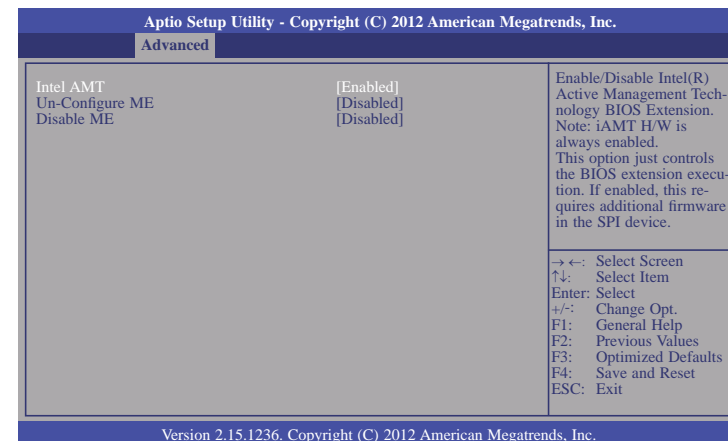 Aptio Setup Utility - Copyright (C) 2012 American Megatrends, Inc.
Advanced
Intel AMT [Enabled]
Un-Configure ME [Disabled]
Disable ME [Disabled]
Enable/Disable Intel(R)
Active Management Tech-
nology BIOS Extension.
Note: iAMT H/W is
always enabled.
This option just controls
the BIOS extension execu-
tion. If enabled, this re-
quires additional firmware
in the SPI device.
→ ←: Select Screen
↑↓: Select Item
Enter: Select
+/-: Change Opt.
F1: General Help
F2: Previous Values
F3: Optimized Defaults
F4: Save and Reset
ESC: Exit
Version 2.15.1236. Copyright (C) 2012 American Megatrends, Inc.